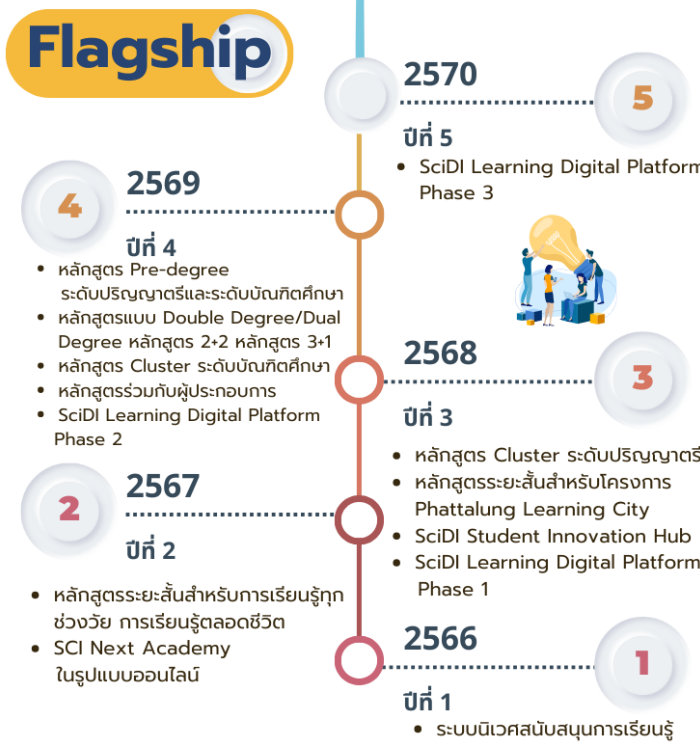 Flagship
2570
5
ปีที่ 5
• SciDI Learning Digital Platform
Phase 3
2569
4
ปีที่ 4
• หลักสูตร Pre-degree
ระดับปริญญาตรีและระดับบัณฑิตศึกษา
• หลักสูตรแบบ Double Degree/Dual
Degree หลักสูตร 2+2 หลักสูตร 3+1
• หลักสูตร Cluster ระดับบัณฑิตศึกษา
• หลักสูตรร่วมกับผู้ประกอบการ
• SciDI Learning Digital Platform
Phase 2
2568
3
ปีที่ 3
• หลักสูตร Cluster ระดับปริญญาตรี
• หลักสูตรระยะสั้นสำหรับโครงการ
Phattalung Learning City
• SciDI Student Innovation Hub
• SciDI Learning Digital Platform
Phase 1
2567
2
ปีที่ 2
• หลักสูตรระยะสั้นสำหรับการเรียนรู้ทุก
ช่วงวัย การเรียนรู้ตลอดชีวิต
• SCI Next Academy
ในรูปแบบออนไลน์
2566
1
ปีที่ 1
• ระบบนิเวศสนับสนุนการเรียนรู้